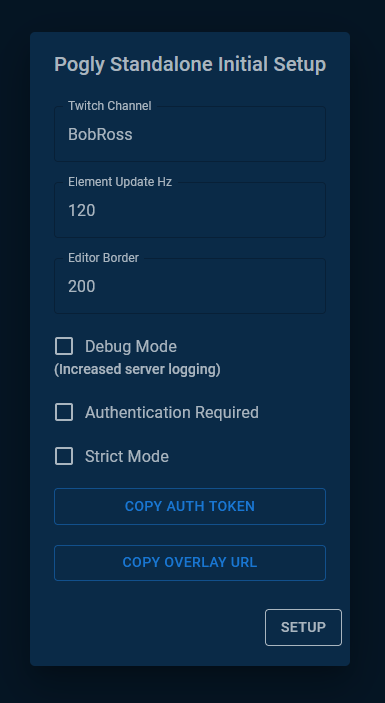 Pogly Standalone Initial Setup
Twitch Channel
BobRoss
Element Update Hz
120
Editor Border
200
Debug Mode
(Increased server logging)
Authentication Required
Strict Mode
COPY AUTH TOKEN
COPY OVERLAY URL
SETUP